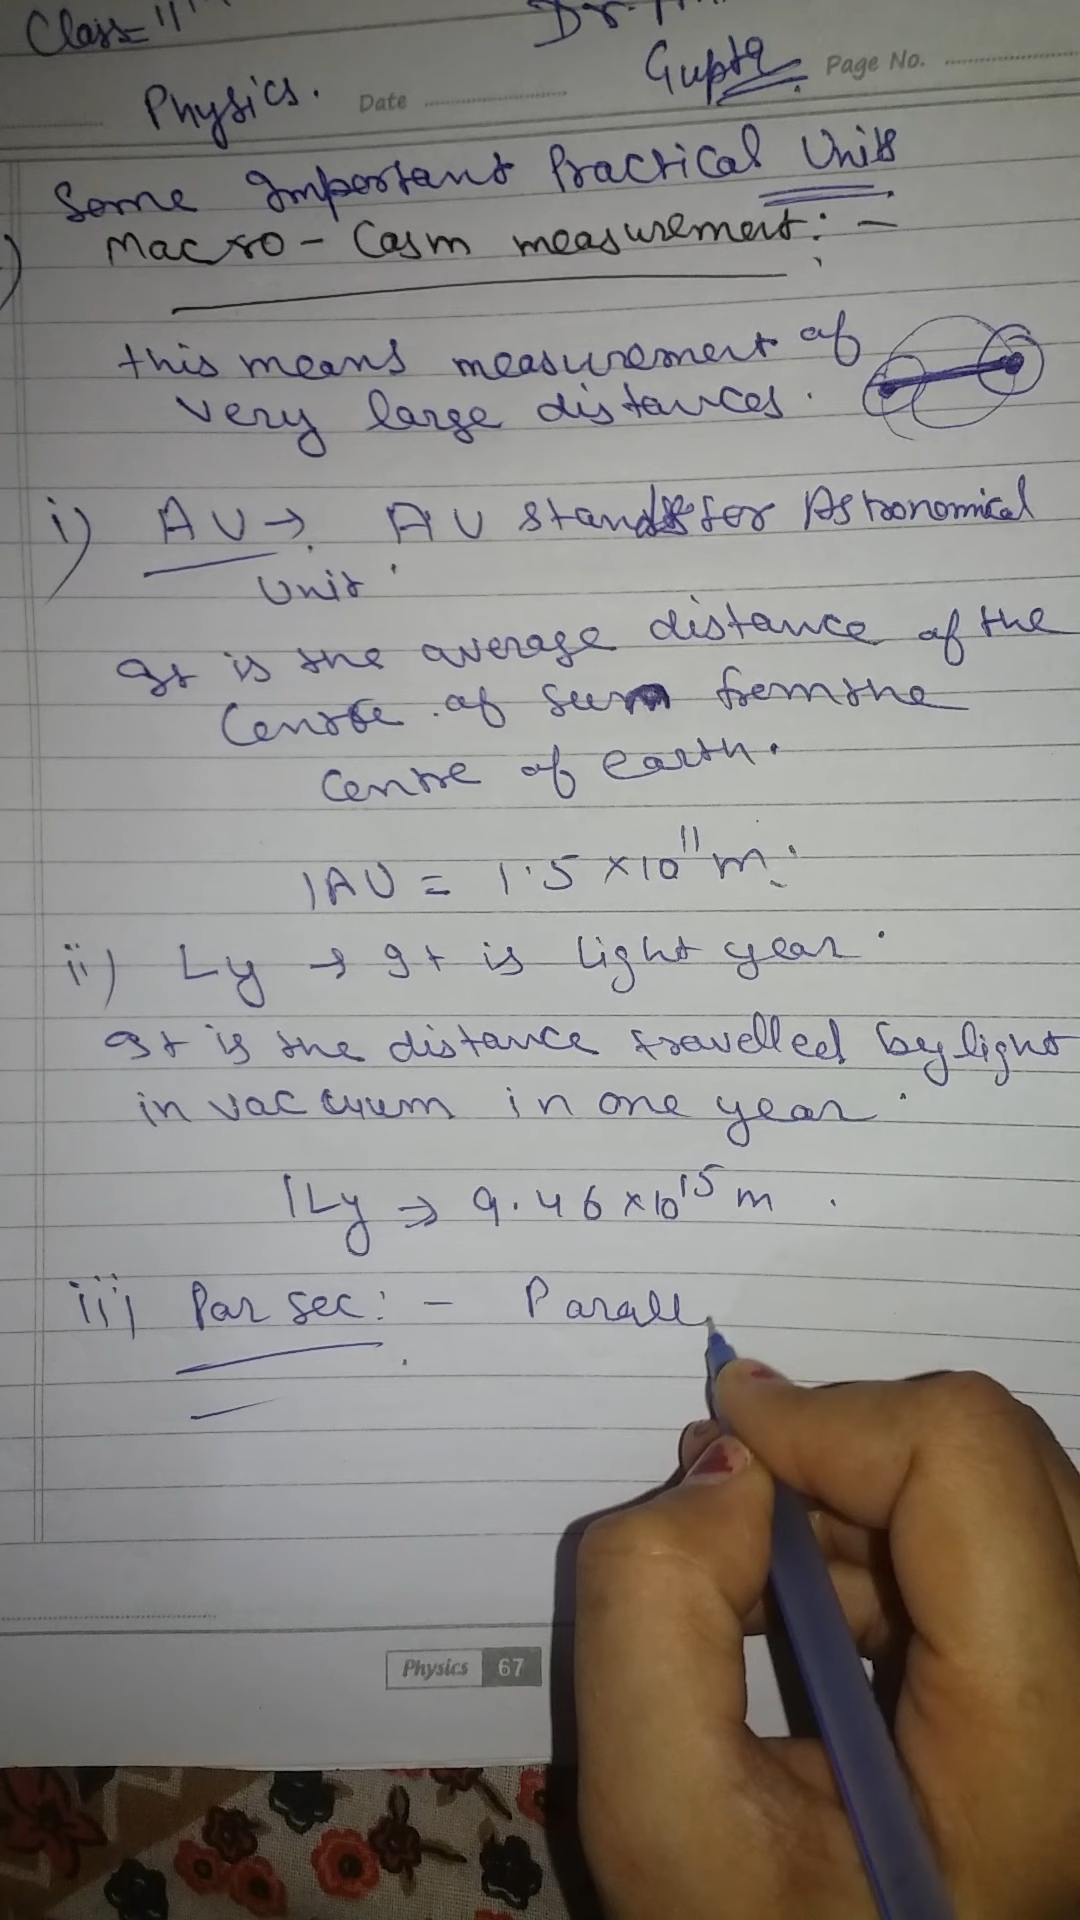 Class 11th
Dr.
Gupta
Physics. Date Page No.
Some Important Practical Units
Macro-Cosm measurement:-
this means measurement of
very large distances.
i) AU → AU stands for Astronomical
Unit.
It is the average distance of the
Centre of Sun from the
Centre of earth.
1AU = 1.5 × 10¹¹ m.
ii) Ly → It is light year.
It is the distance travelled by light
in vaccuum in one year.
1Ly ⇒ 9.46 × 10¹⁵ m.
iii) Par sec:- Parall
Physics 67